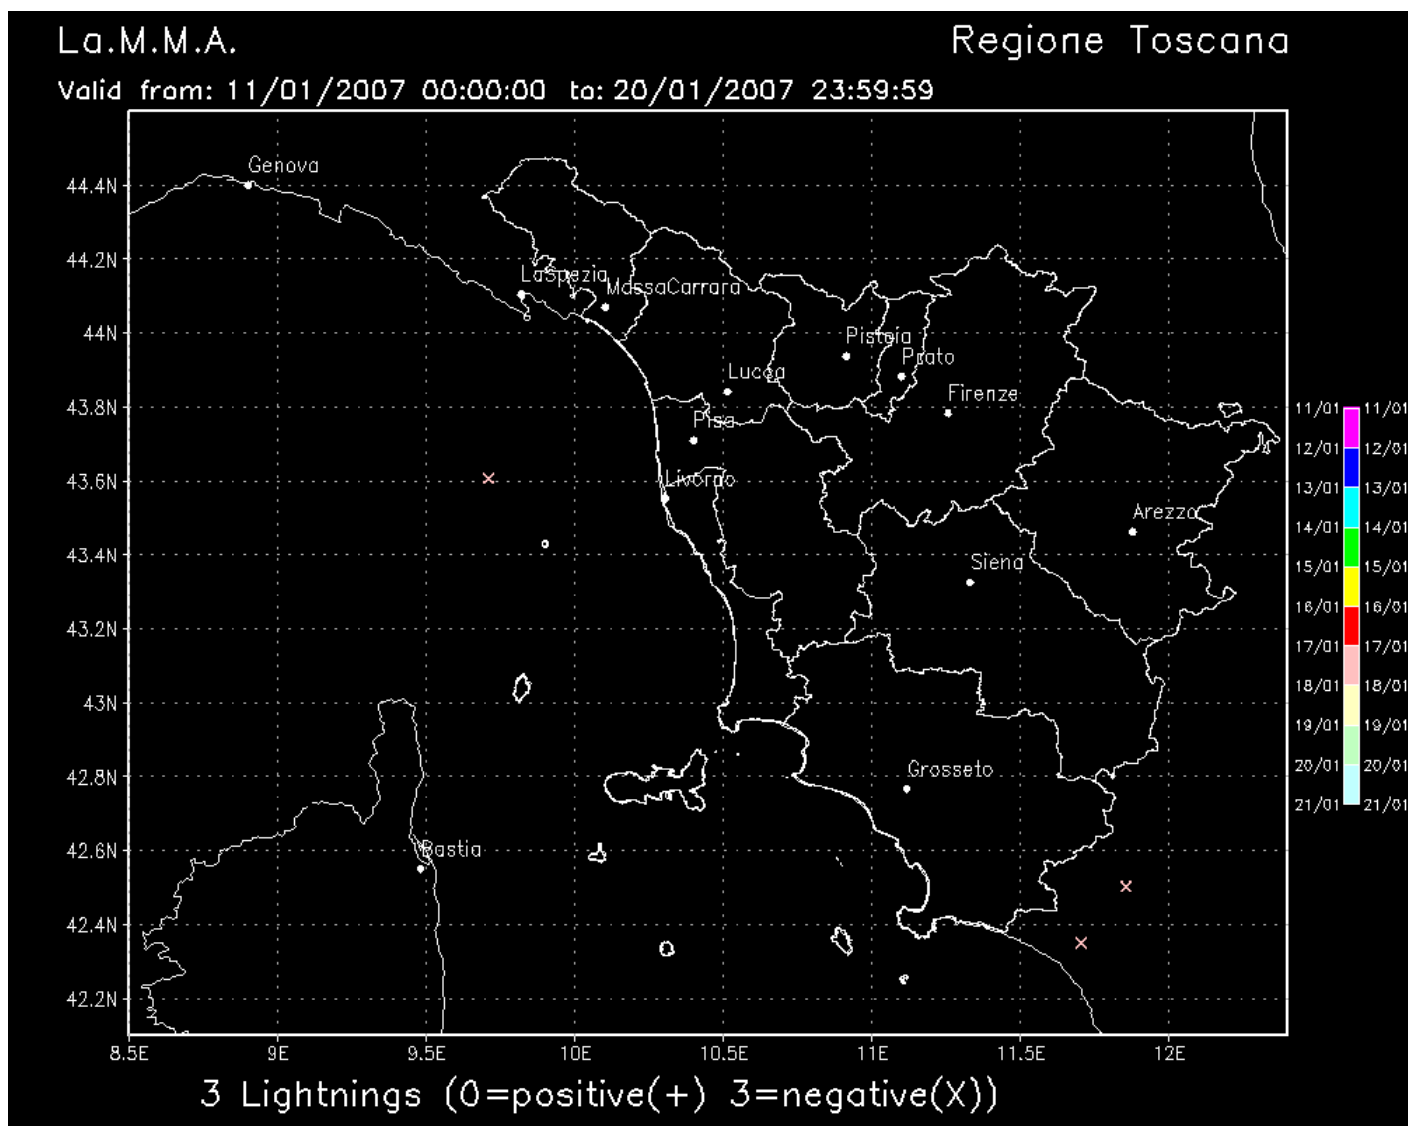 La.M.M.A.
Regione Toscana
Valid from: 11/01/2007 00:00:00 to: 20/01/2007 23:59:59
Genova
44.4N
44.2N
LaSpezia
MassaCarrara
44N
Pistoia
Prato
Lucca
Firenze
43.8N
Pisa
43.6N
Livorno
Arezzo
43.4N
Siena
43.2N
43N
42.8N
Grosseto
42.6N
Bastia
42.4N
42.2N
8.5E 9E 9.5E 10E 10.5E 11E 11.5E 12E
11/01 11/01
12/01 12/01
13/01 13/01
14/01 14/01
15/01 15/01
16/01 16/01
17/01 17/01
18/01 18/01
19/01 19/01
20/01 20/01
21/01 21/01
3 Lightnings (0=positive(+) 3=negative(X))